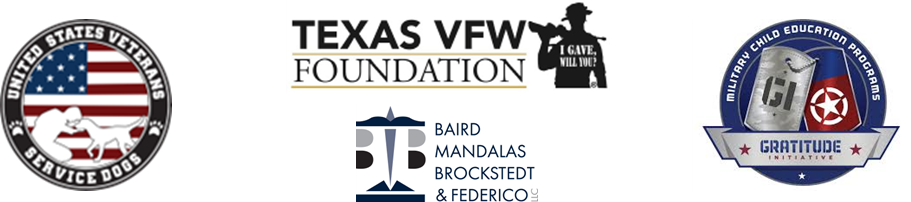 UNITED STATES VETERANS
SERVICE DOGS
TEXAS VFW
FOUNDATION
I GAVE,
WILL YOU?
®
BB
BAIRD
MANDALAS
BROCKSTEDT
& FEDERICO LLC
MILITARY CHILD EDUCATION PROGRAMS
GI
GRATITUDE
INITIATIVE